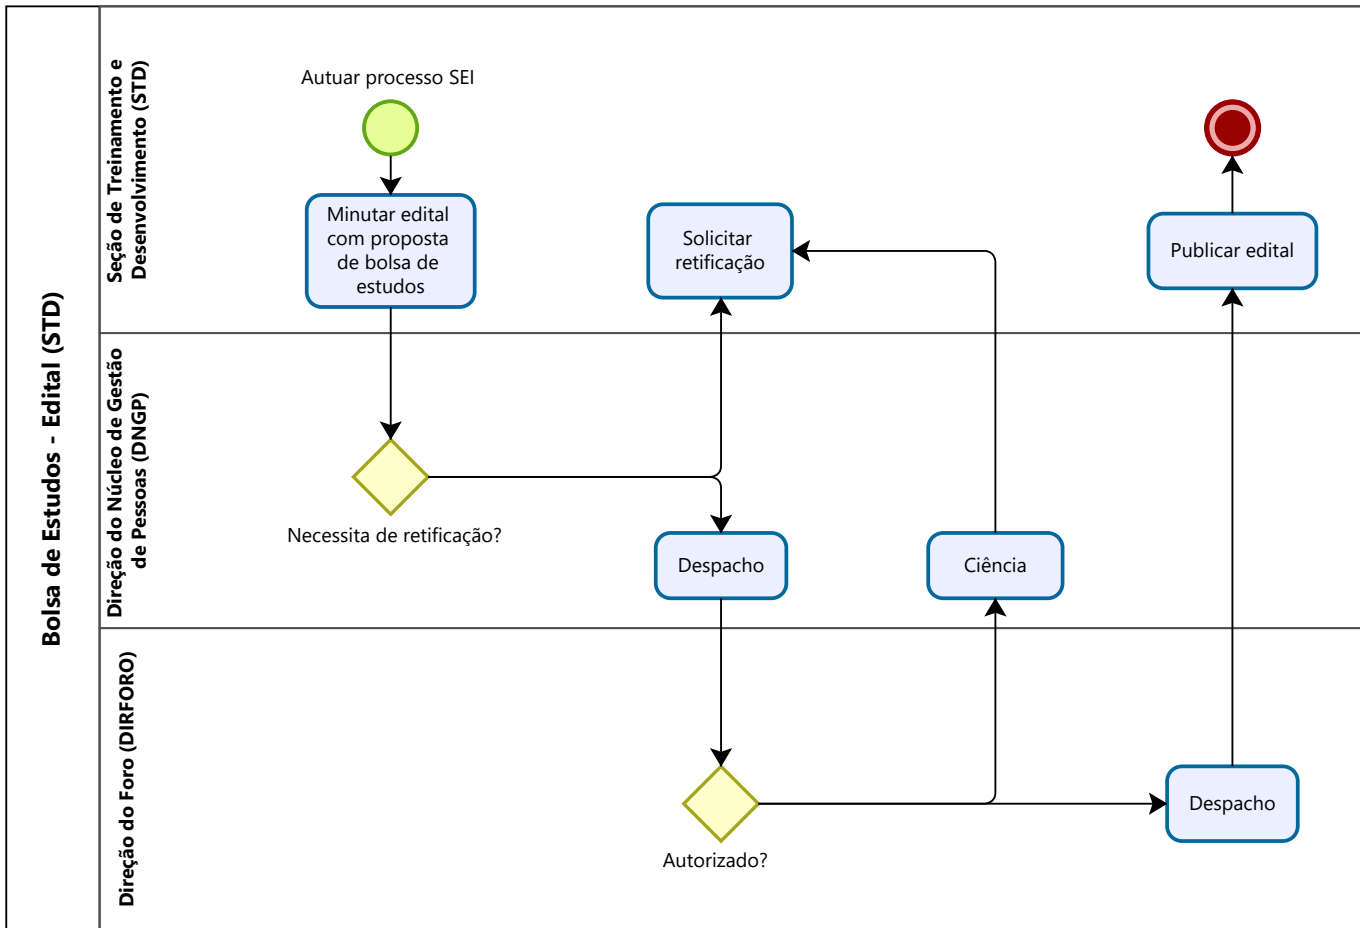 Bolsa de Estudos - Edital (STD)
Seção de Treinamento e
Desenvolvimento (STD)
Autuar processo SEI
Minutar edital
com proposta
de bolsa de
estudos
Solicitar
retificação
Publicar edital
Direção do Núcleo de Gestão
de Pessoas (DNGP)
Necessita de retificação?
Despacho
Ciência
Direção do Foro (DIRFORO)
Autorizado?
Despacho